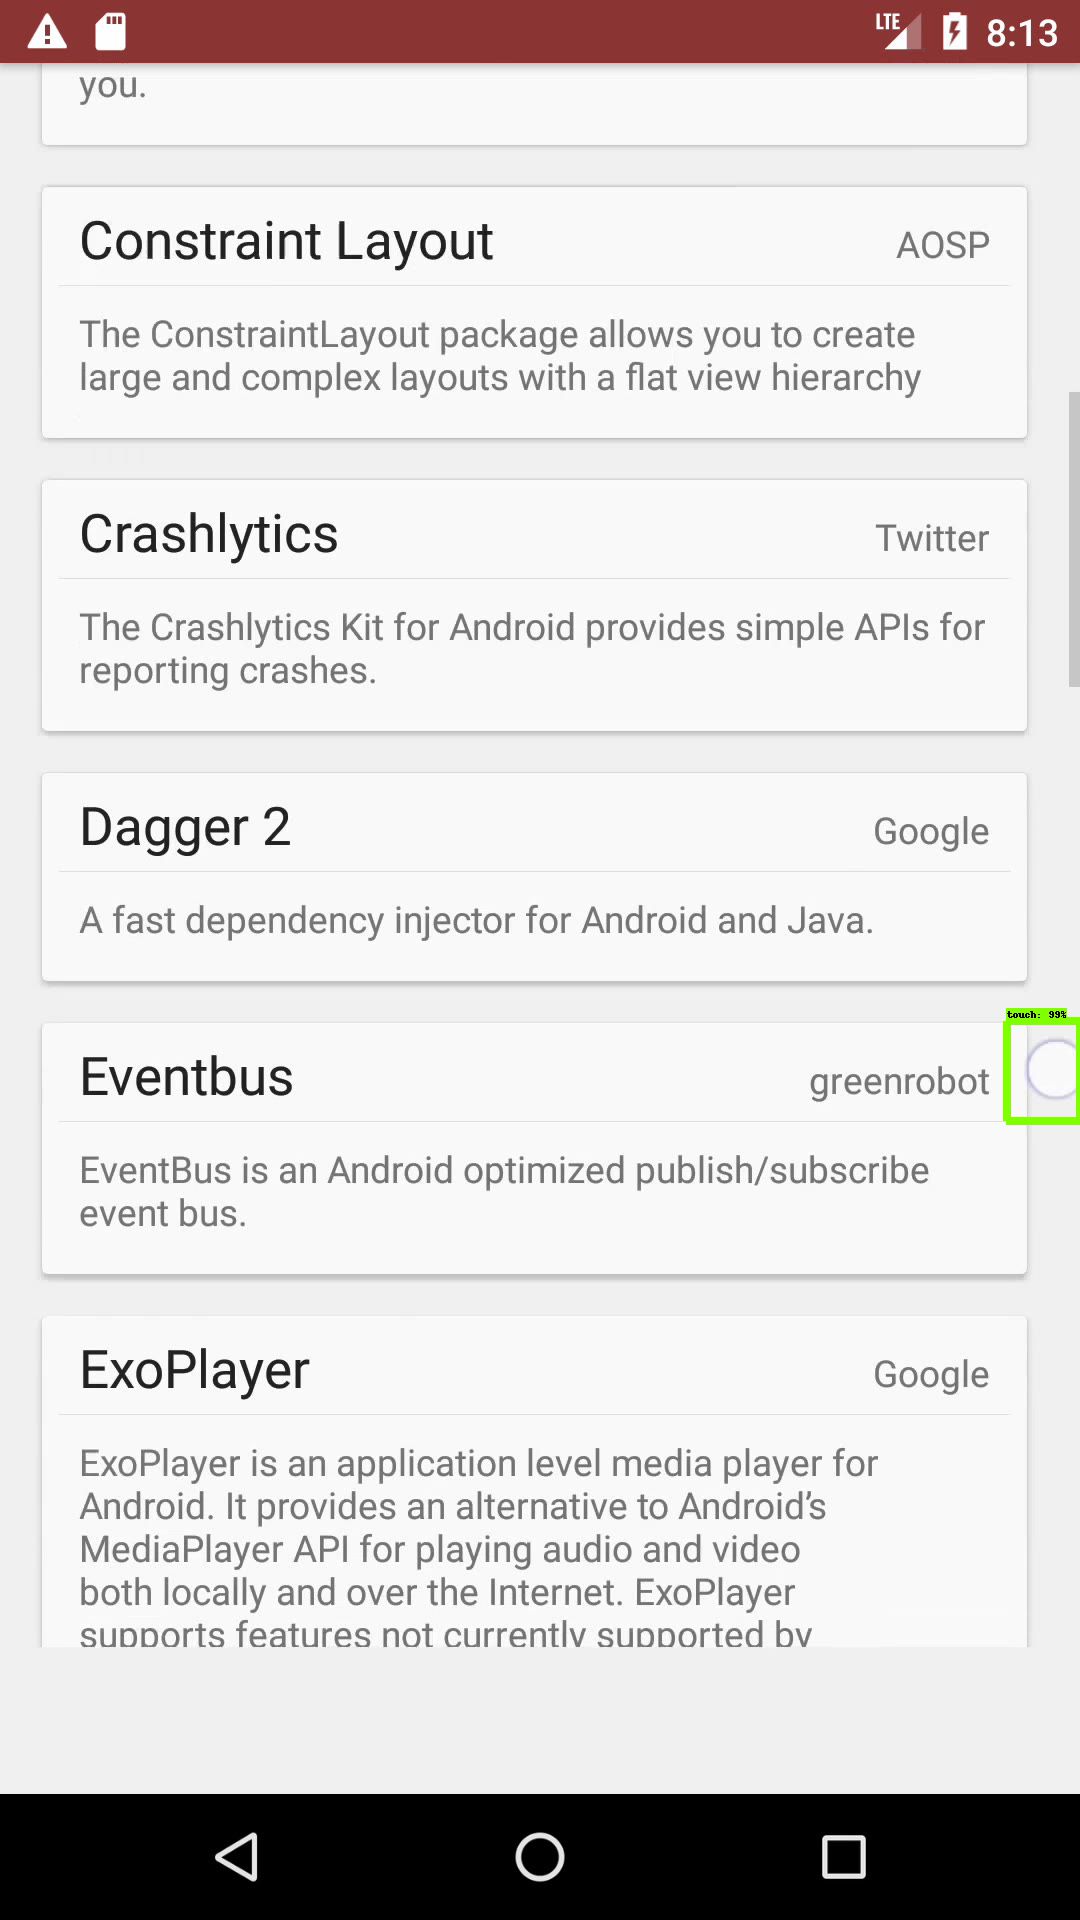 LTE 8:13
you.
Constraint Layout
AOSP
The ConstraintLayout package allows you to create
large and complex layouts with a flat view hierarchy
Crashlytics
Twitter
The Crashlytics Kit for Android provides simple APIs for
reporting crashes.
Dagger 2
Google
A fast dependency injector for Android and Java.
touch: 99%
Eventbus
greenrobot
EventBus is an Android optimized publish/subscribe
event bus.
ExoPlayer
Google
ExoPlayer is an application level media player for
Android. It provides an alternative to Android’s
MediaPlayer API for playing audio and video
both locally and over the Internet. ExoPlayer
supports features not currently supported by